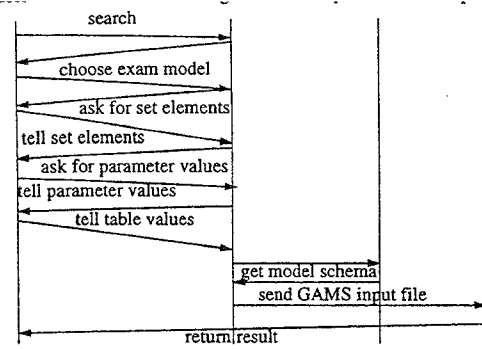 search
choose exam model
ask for set elements
tell set elements
ask for parameter values
tell parameter values
tell table values
get model schema
send GAMS input file
return result